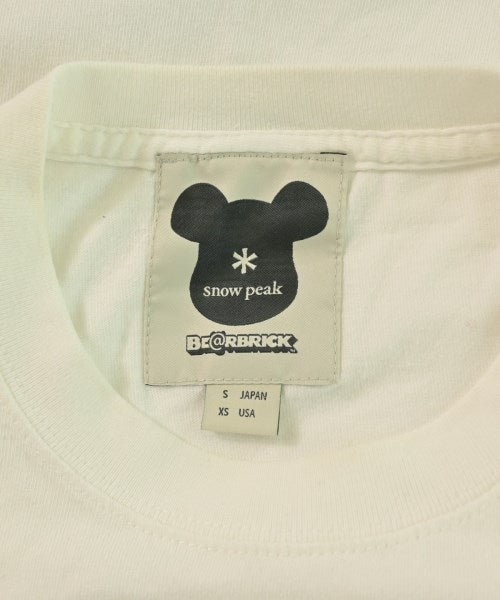 *
snow peak
BE@RBRICK
S JAPAN
XS USA